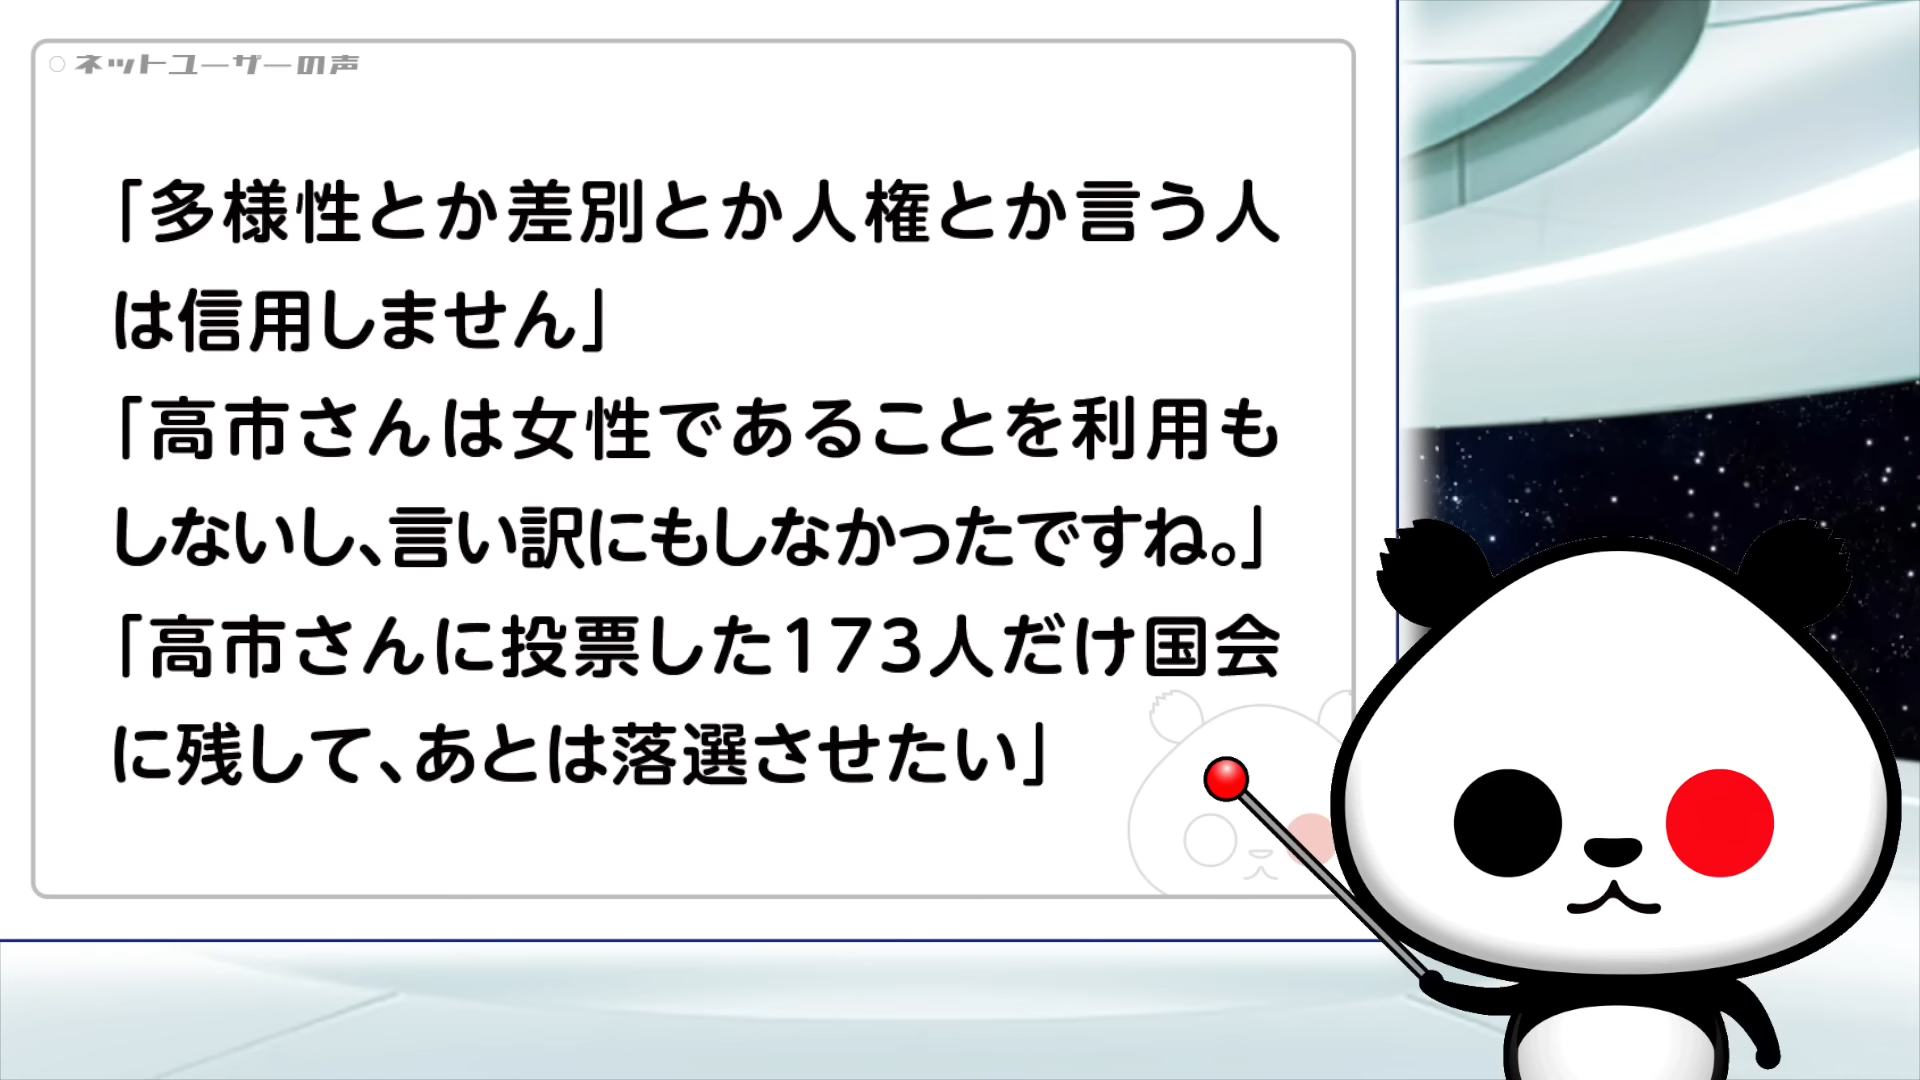 ○ネットユーザーの声
「多様性とか差別とか人権とか言う人
は信用しません」
「高市さんは女性であることを利用も
しないし、言い訳にもしなかったですね。」
「高市さんに投票した173人だけ国会
に残して、あとは落選させたい」